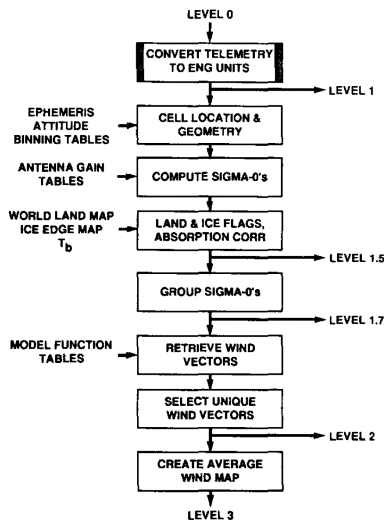 LEVEL 0
CONVERT TELEMETRY
TO ENG UNITS
LEVEL 1
EPHEMERIS
ATTITUDE
BINNING TABLES
CELL LOCATION &
GEOMETRY
ANTENNA GAIN
TABLES
COMPUTE SIGMA-0's
WORLD LAND MAP
ICE EDGE MAP
Tb
LAND & ICE FLAGS,
ABSORPTION CORR
LEVEL 1.5
GROUP SIGMA-0's
LEVEL 1.7
MODEL FUNCTION
TABLES
RETRIEVE WIND
VECTORS
SELECT UNIQUE
WIND VECTORS
LEVEL 2
CREATE AVERAGE
WIND MAP
LEVEL 3